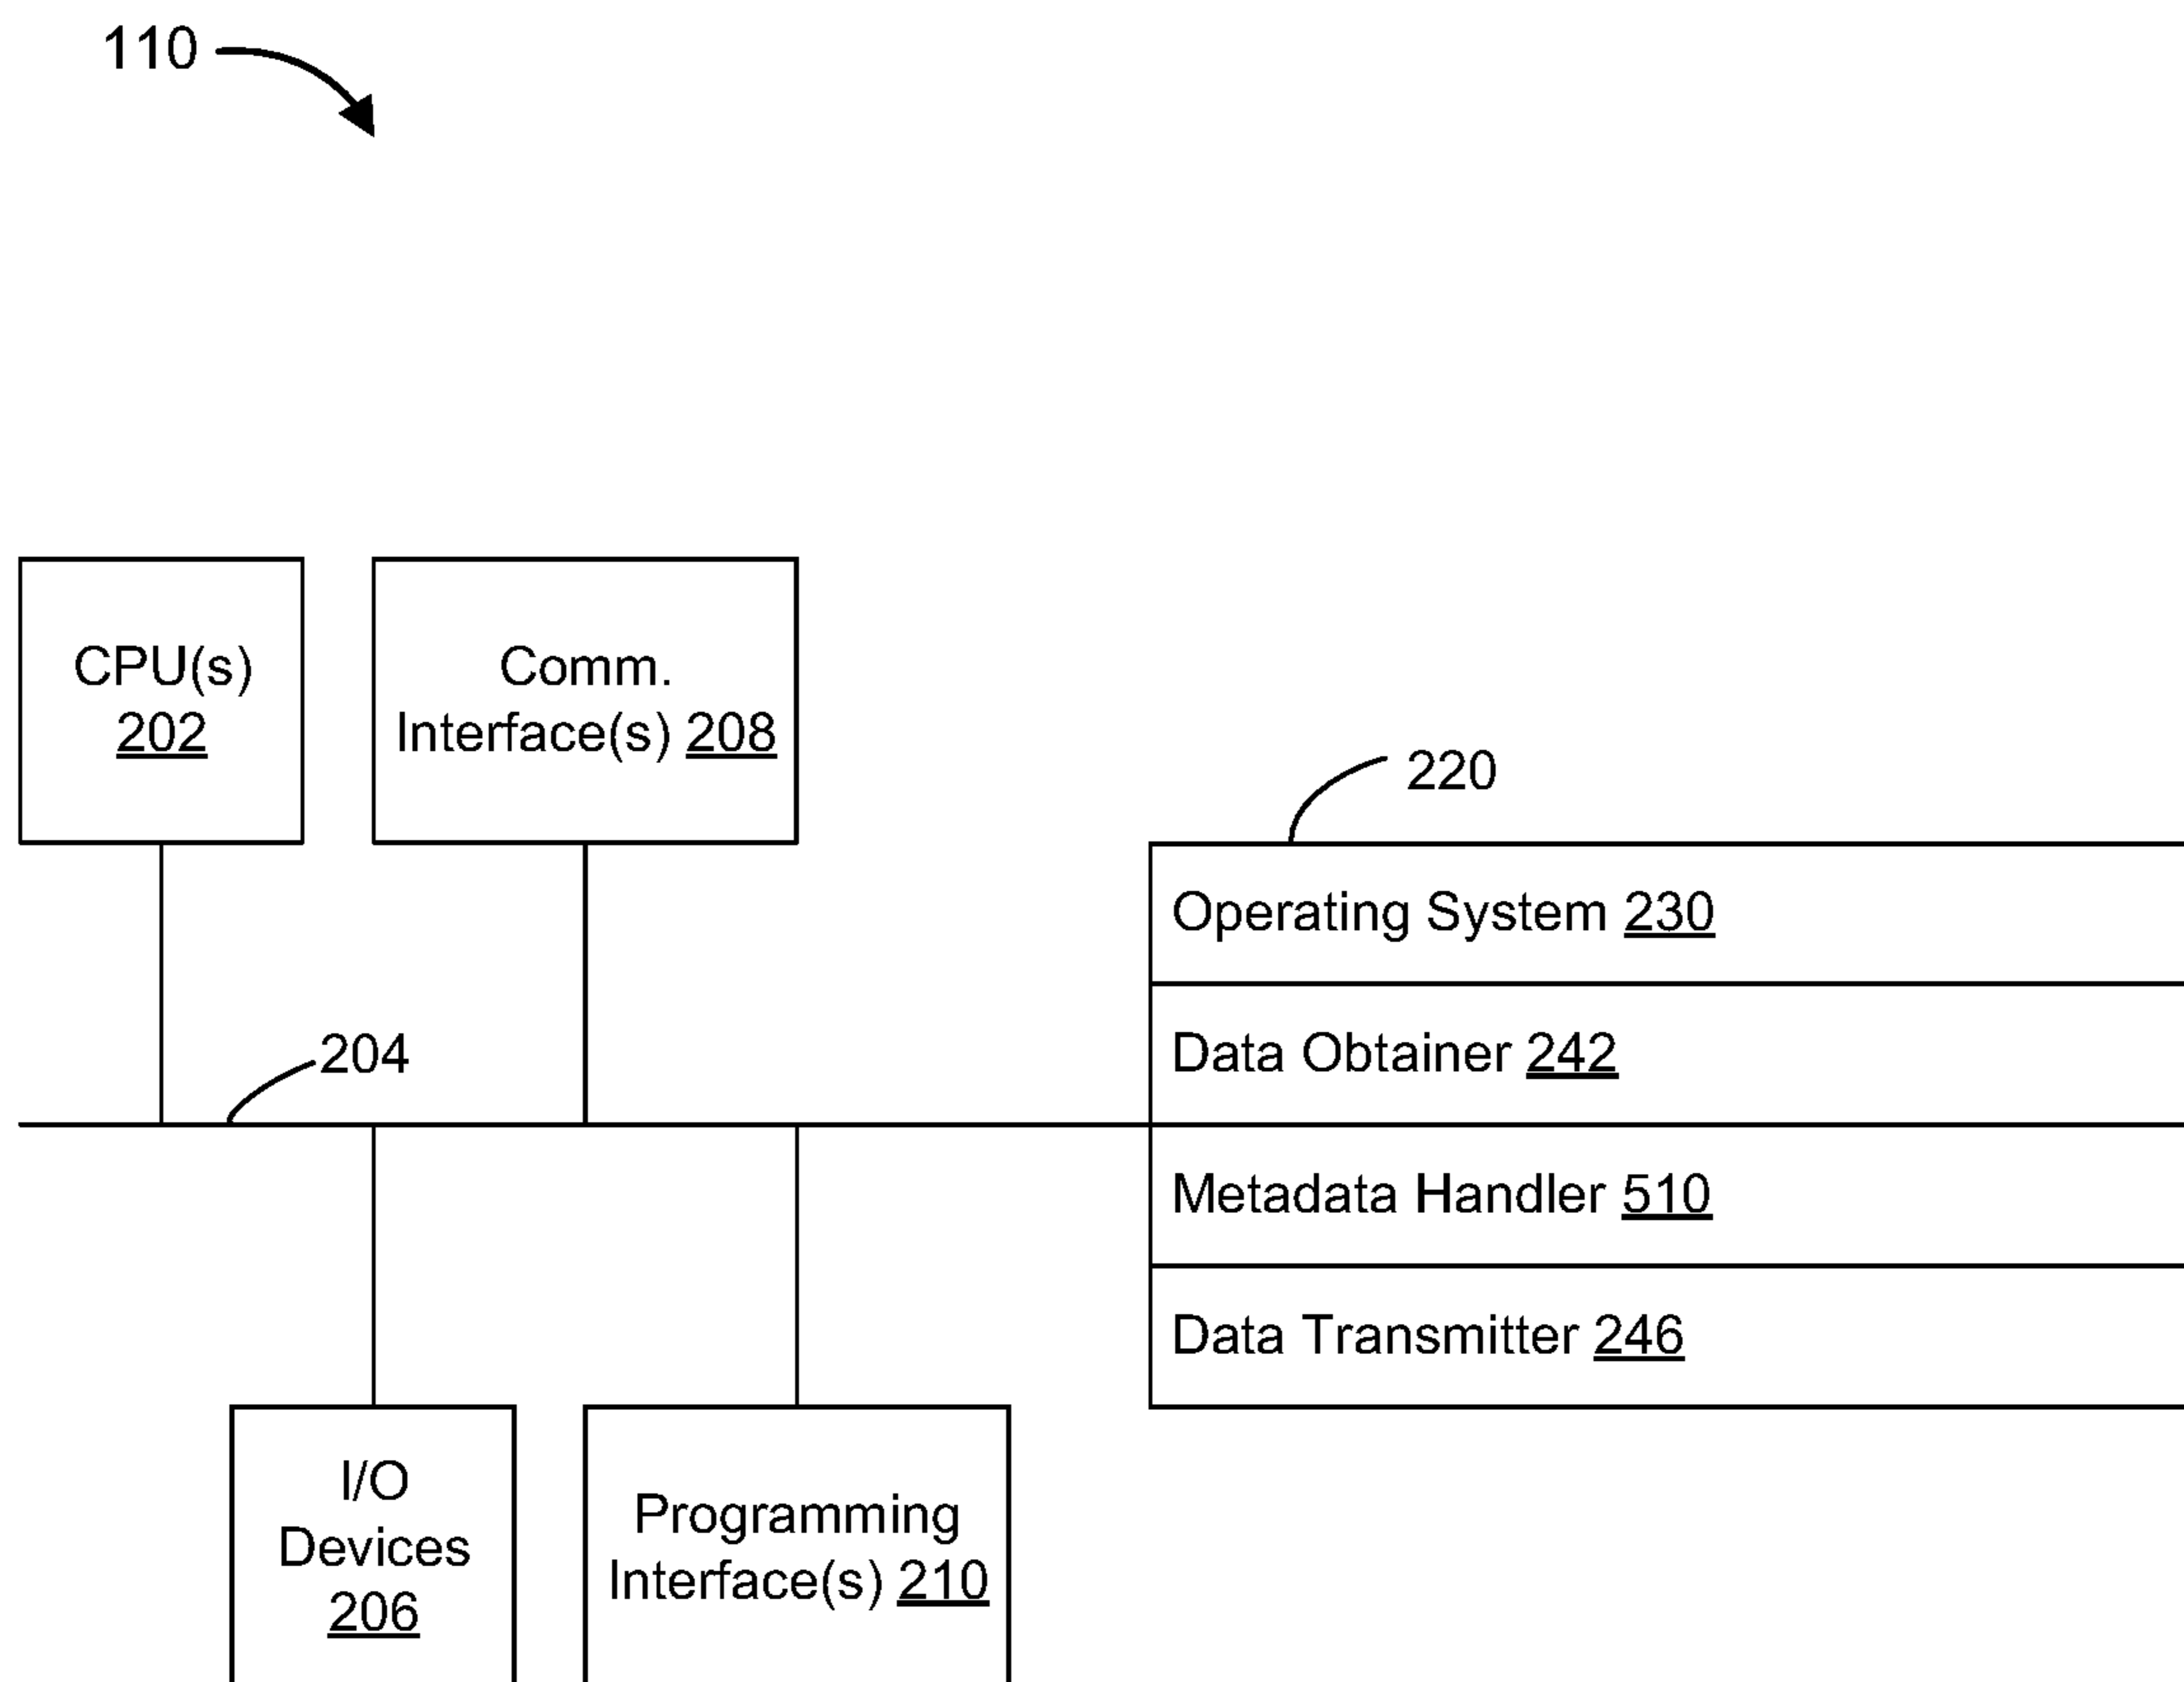 110
CPU(s)
202
Comm.
Interface(s) 208
220
Operating System 230
Data Obtainer 242
204
Metadata Handler 510
Data Transmitter 246
I/O
Devices
206
Programming
Interface(s) 210